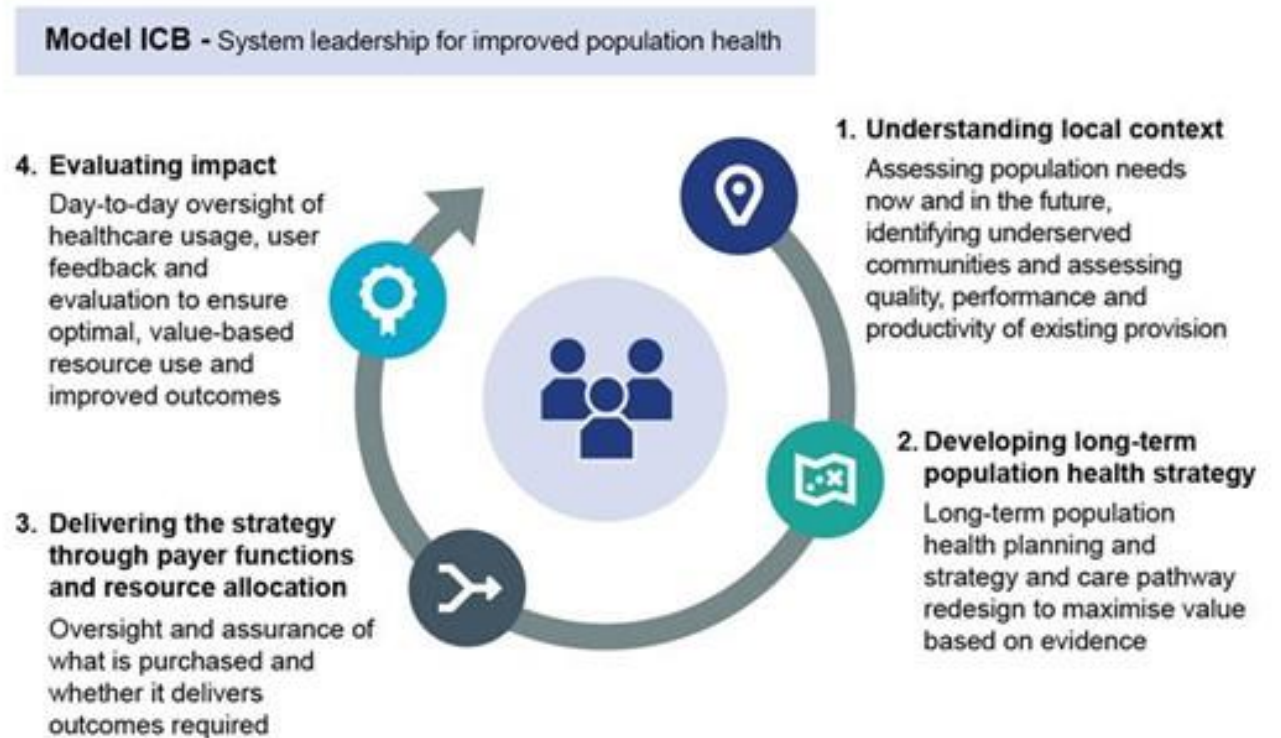 Model ICB - System leadership for improved population health
1. Understanding local context
Assessing population needs
now and in the future,
identifying underserved
communities and assessing
quality, performance and
productivity of existing provision
2. Developing long-term
population health strategy
Long-term population
health planning and
strategy and care pathway
redesign to maximise value
based on evidence
3. Delivering the strategy
through payer functions
and resource allocation
Oversight and assurance of
what is purchased and
whether it delivers
outcomes required
4. Evaluating impact
Day-to-day oversight of
healthcare usage, user
feedback and
evaluation to ensure
optimal, value-based
resource use and
improved outcomes